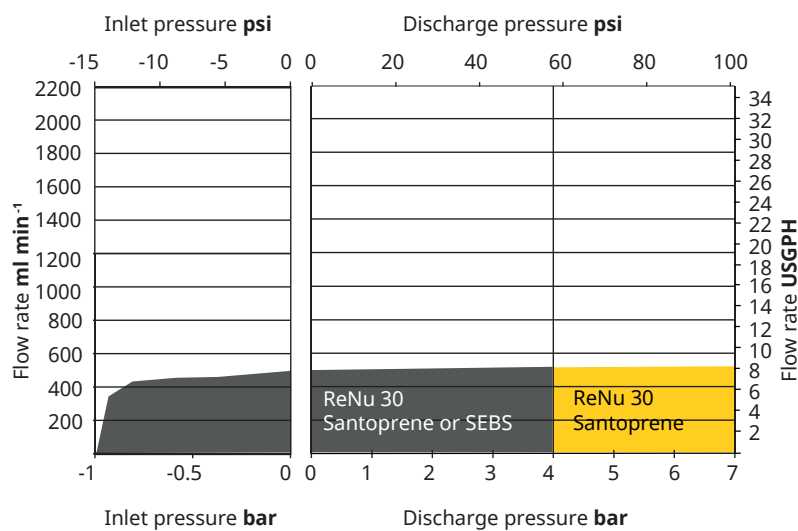 Inlet pressure psi
Discharge pressure psi
-15 -10 -5 0 0 20 40 60 80 100
2200
2000
1800
1600
1400
1200
1000
800
600
400
200
Flow rate ml min⁻¹
34
32
30
28
26
24
22
20
18
16
14
12
10
8
6
4
2
Flow rate USGPH
ReNu 30
Santoprene or SEBS
ReNu 30
Santoprene
-1 -0.5 0 0 1 2 3 4 5 6 7
Inlet pressure bar
Discharge pressure bar